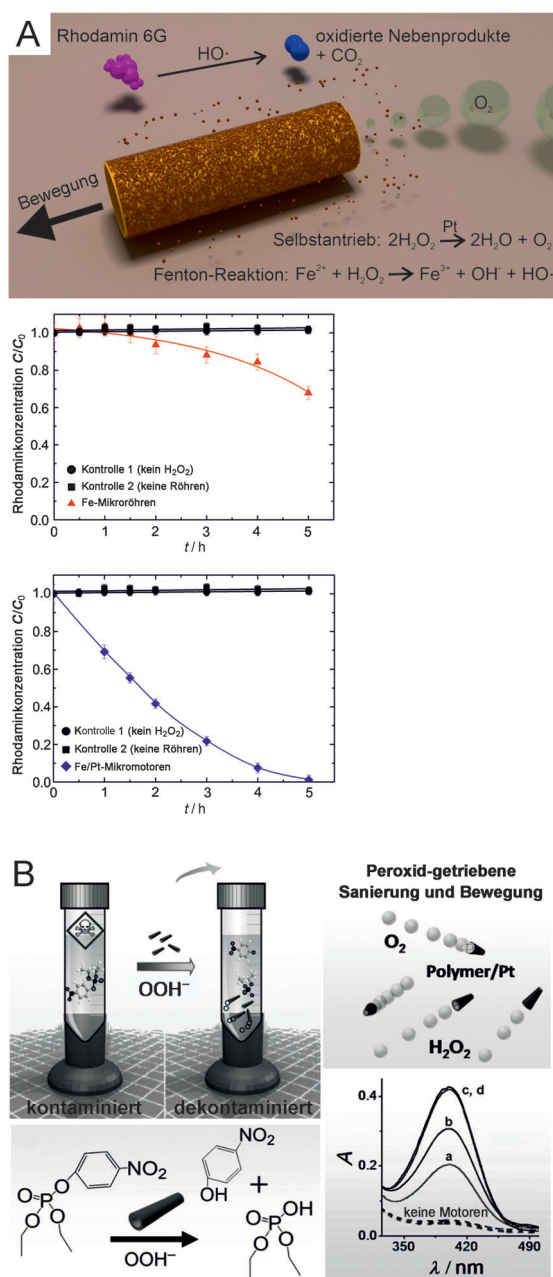 A
Rhodamin 6G
HO·
oxidierte Nebenprodukte
+ CO₂
O₂
Bewegung
Selbstantrieb: 2H₂O₂ Pt→ 2H₂O + O₂
Fenton-Reaktion: Fe²⁺ + H₂O₂ → Fe³⁺ + OH⁻ + HO·
Rhodaminkonzentration C/C₀
1.0
0.8
0.6
0.4
0.2
0.0
Kontrolle 1 (kein H₂O₂)
Kontrolle 2 (keine Röhren)
Fe-Mikroröhren
0 1 2 3 4 5
t / h
Rhodaminkonzentration C/C₀
1.0
0.8
0.6
0.4
0.2
0.0
Kontrolle 1 (kein H₂O₂)
Kontrolle 2 (keine Röhren)
Fe/Pt-Mikromotoren
0 1 2 3 4 5
t / h
B
OOH⁻
kontaminiert
dekontaminiert
Peroxid-getriebene
Sanierung und Bewegung
O₂
Polymer/Pt
H₂O₂
NO₂
O
O
P
O
O
OOH⁻
NO₂
OH
+
O
OH
P
O
O
A
0.4
0.2
0.0
c, d
b
a
keine Motoren
350 400 450 500
λ / nm